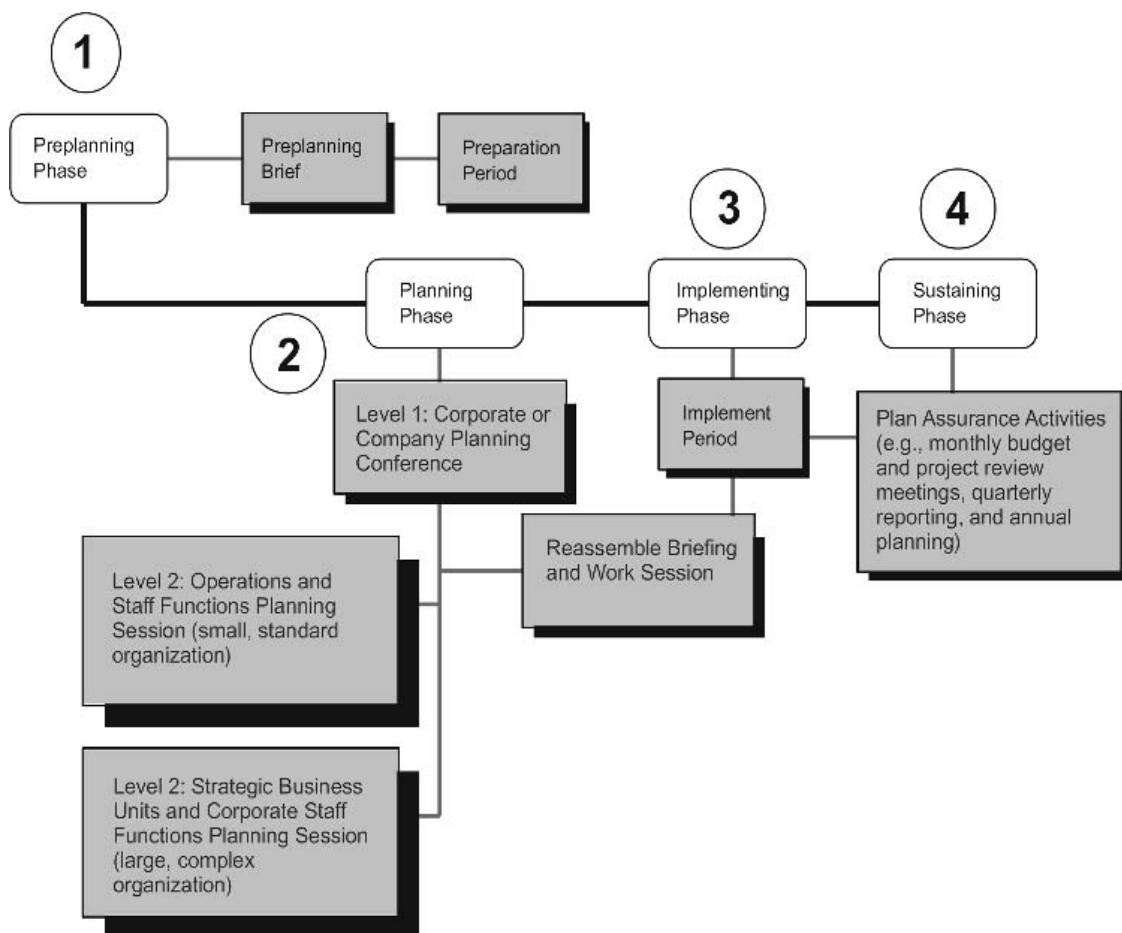 1
Preplanning
Phase
Preplanning
Brief
Preparation
Period
2
Planning
Phase
3
Implementing
Phase
4
Sustaining
Phase
Level 1: Corporate or
Company Planning
Conference
Implement
Period
Plan Assurance Activities
(e.g., monthly budget
and project review
meetings, quarterly
reporting, and annual
planning)
Reassemble Briefing
and Work Session
Level 2: Operations and
Staff Functions Planning
Session (small, standard
organization)
Level 2: Strategic Business
Units and Corporate Staff
Functions Planning Session
(large, complex
organization)